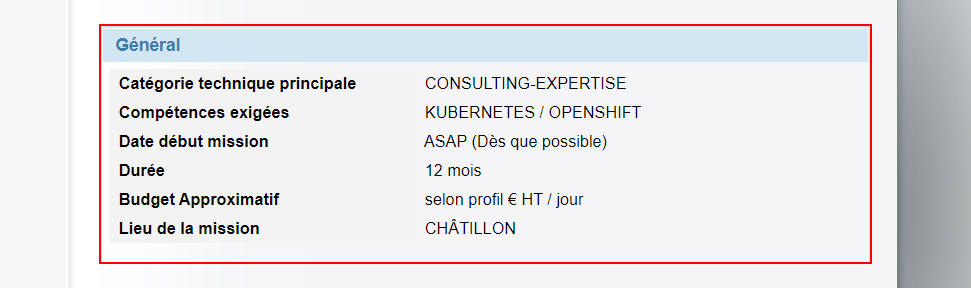 Général
Catégorie technique principale CONSULTING-EXPERTISE
Compétences exigées KUBERNETES / OPENSHIFT
Date début mission ASAP (Dès que possible)
Durée 12 mois
Budget Approximatif selon profil € HT / jour
Lieu de la mission CHÂTILLON